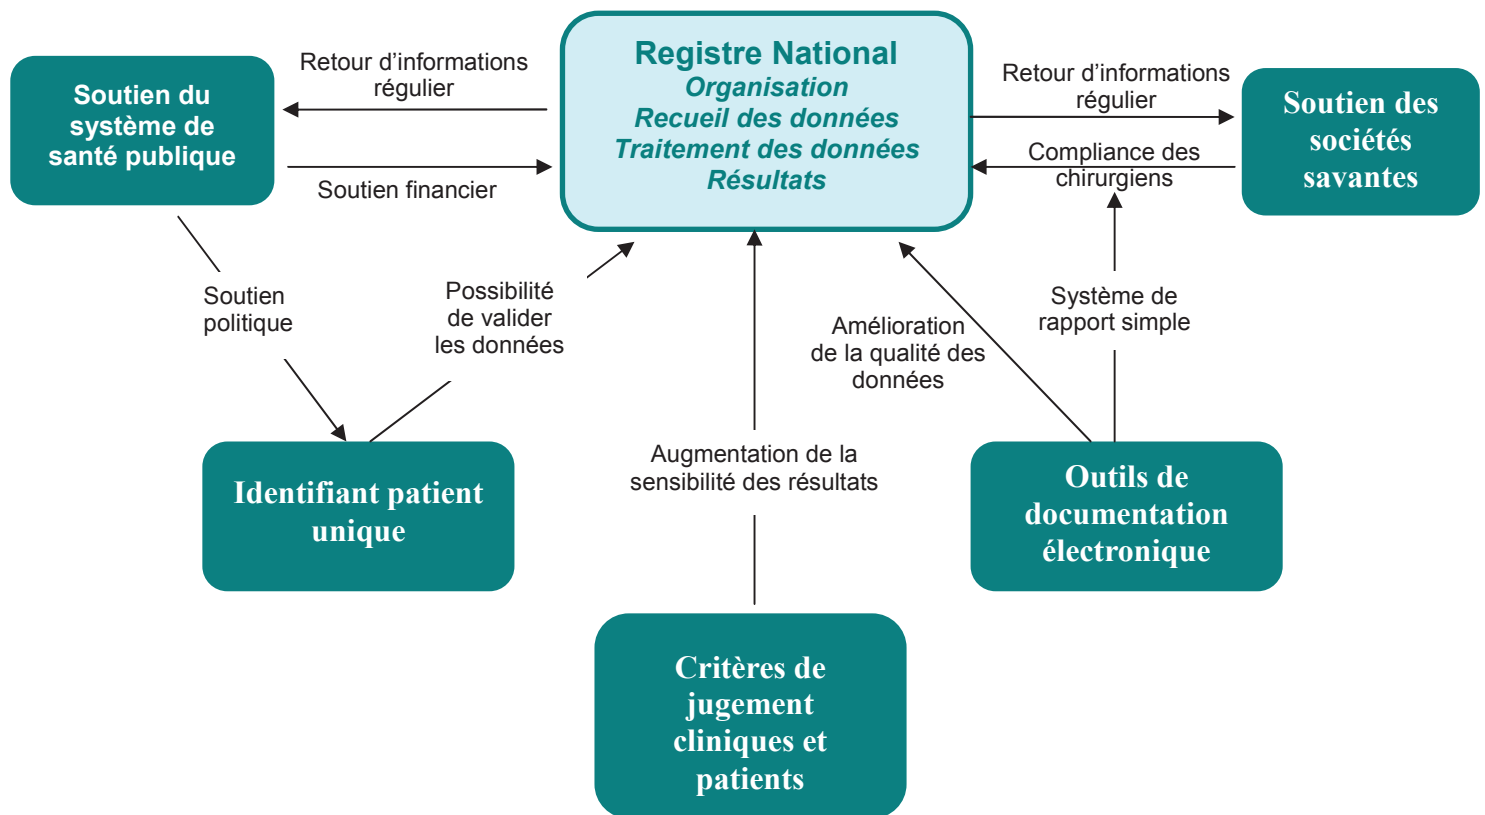 Registre National
Organisation
Recueil des données
Traitement des données
Résultats
Soutien du
système de
santé publique
Retour d’informations
régulier
Soutien financier
Retour d’informations
régulier
Compliance des
chirurgiens
Soutien des
sociétés
savantes
Soutien
politique
Possibilité
de valider
les données
Amélioration
de la qualité des
données
Système de
rapport simple
Identifiant patient
unique
Augmentation de la
sensibilité des résultats
Outils de
documentation
électronique
Critères de
jugement
cliniques et
patients